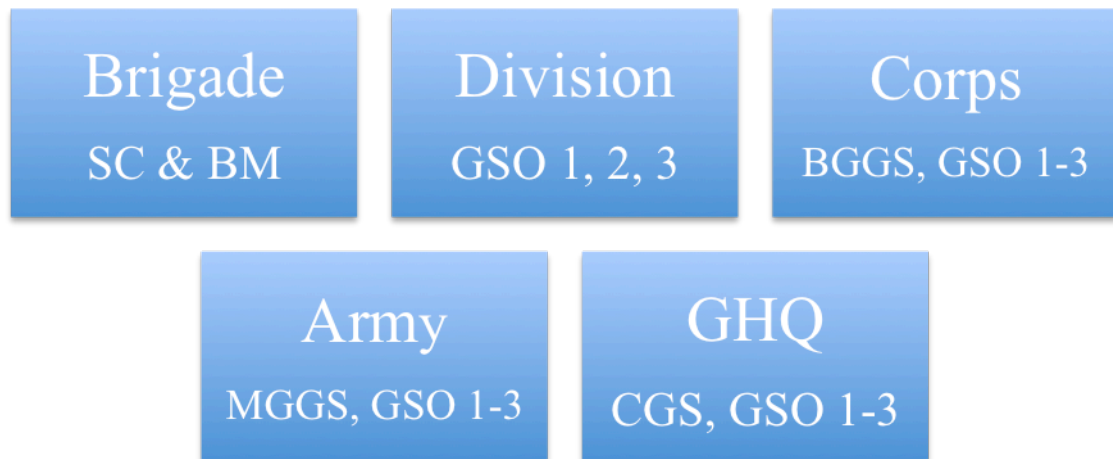 Brigade
SC & BM
Division
GSO 1, 2, 3
Corps
BGGS, GSO 1-3
Army
MGGS, GSO 1-3
GHQ
CGS, GSO 1-3